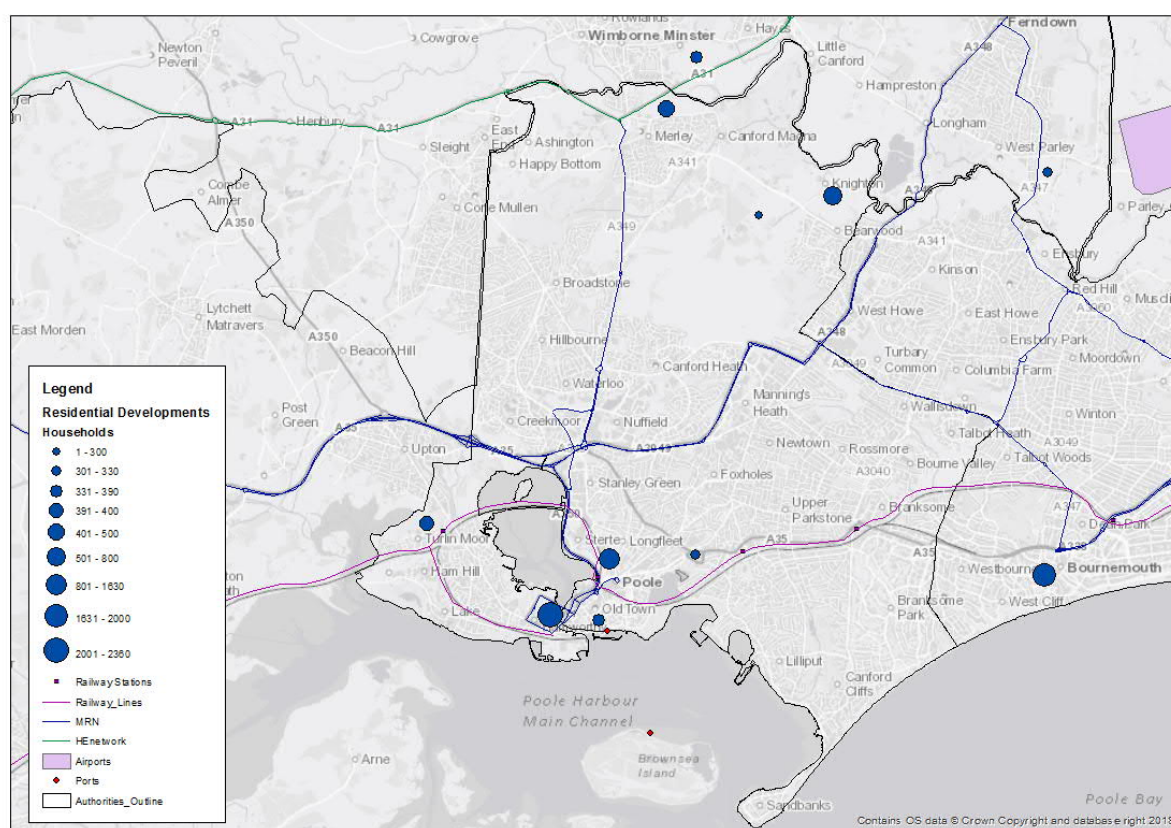 Rowlands
Ferndown
Newton
Peveril
Cowgrove
Wimborne Minster
Hayes
Little
Canford
A348
A31
Hampreston
A31
Henbury
A31
East
End
Ashington
Merley
Canford Magna
Longham
West Parley
Sleight
Happy Bottom
A341
A347
Combe
Almer
Knighton
Corfe Mullen
Parley
A350
A349
Bearwood
A341
Ensbury
Broadstone
Kinson
Red Hill
Lytchett
Matravers
West Howe
East Howe
A3060
East Morden
A350
A348
Ensbury Park
Beacon Hill
Hillbourne
Turbary
Common
Moordown
Canford Heath
Columbia Farm
Waterloo
Manning's
Heath
Wallisdown
Post
Green
Creekmoor
Nuffield
Winton
A35
Talbot Heath
Upton
A35
A3049
Newtown
Rossmore
A3049
Talbot Woods
Foxholes
A3040
Bourne Valley
Stanley Green
Upper
Parkstone
Branksome
A347
Turlin Moor
Sterte
Longfleet
A35
A35
Ham Hill
Poole
Westbourne
Bournemouth
Lake
Old Town
Branksome
Park
West Cliff
Lilliput
Canford
Cliffs
Poole Harbour
Main Channel
Arne
Brownsea
Island
Sandbanks
Poole Bay
Legend
Residential Developments
Households
1 - 300
301 - 330
331 - 390
391 - 400
401 - 500
501 - 800
801 - 1630
1631 - 2000
2001 - 2360
Railway Stations
Railway_Lines
MRN
HEnetwork
Airports
Ports
Authorities_Outline
Contains OS data © Crown Copyright and database right 2018